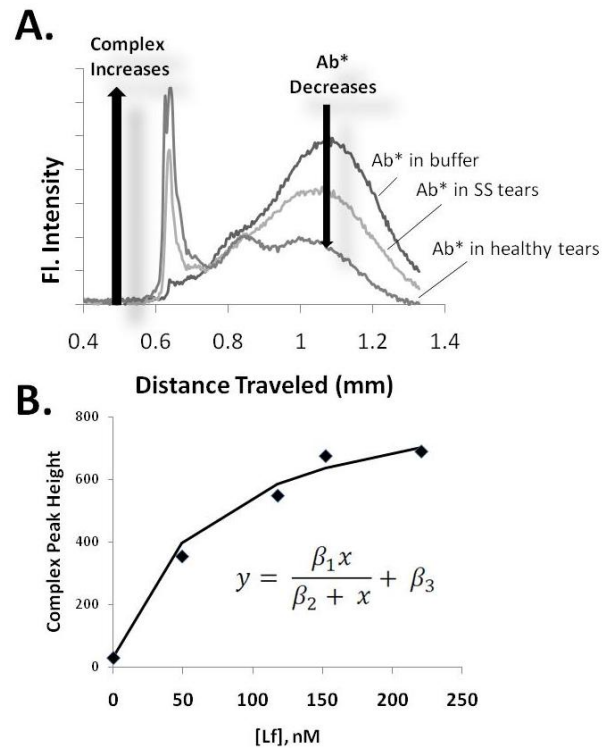 A.
Complex
Increases
Ab*
Decreases
Ab* in buffer
Ab* in SS tears
Ab* in healthy tears
Fl. Intensity
0.4 0.6 0.8 1 1.2 1.4
Distance Traveled (mm)
B.
800
600
400
200
0
Complex Peak Height
y = β₁x / (β₂ + x) + β₃
0 50 100 150 200 250
[Lf], nM